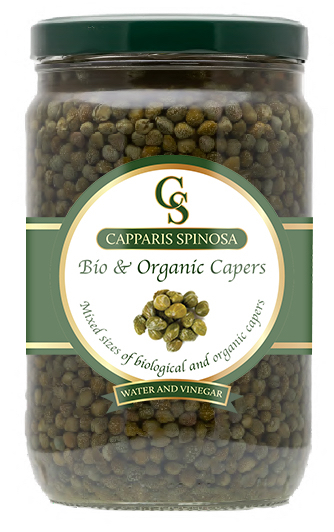 CS
CAPPARIS SPINOSA
Bio & Organic Capers
Mixed sizes of biological and organic capers
WATER AND VINEGAR